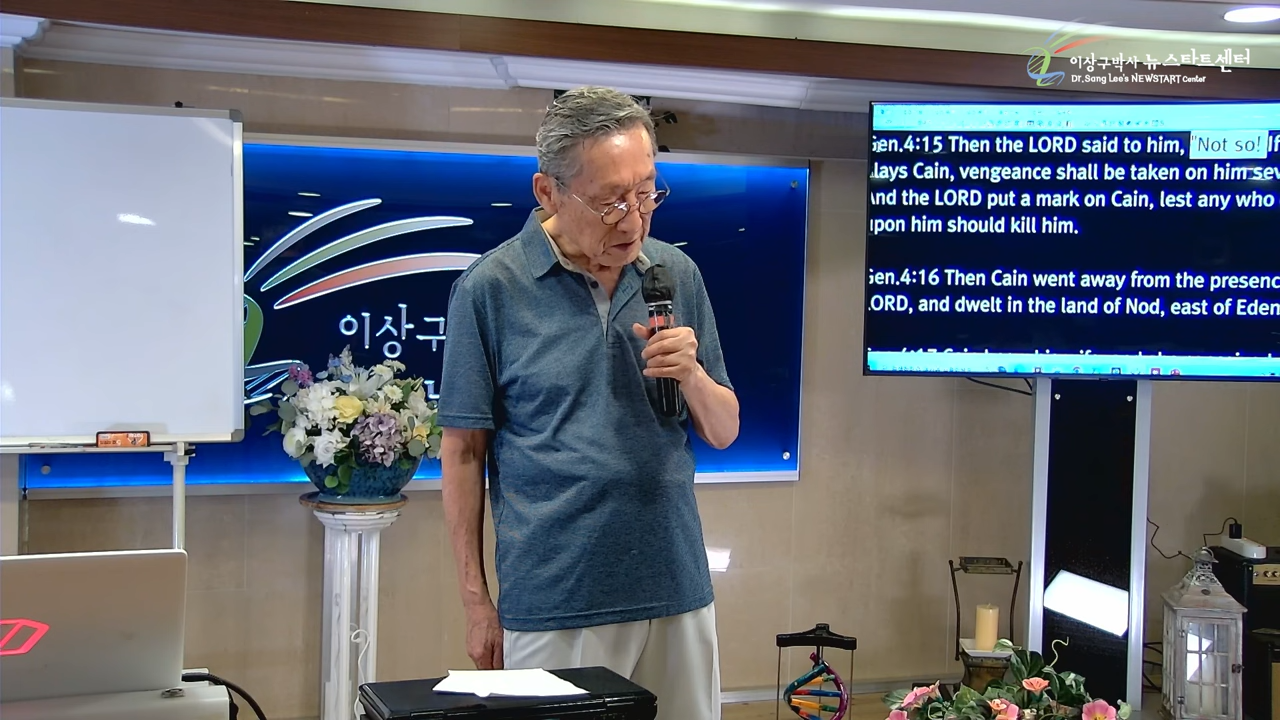 이상구박사 뉴스타트센터
Dr. Sang Lee's NEWSTART Center
Gen.4:15 Then the LORD said to him, "Not so! If
slays Cain, vengeance shall be taken on him sev
And the LORD put a mark on Cain, lest any who
upon him should kill him.
Gen.4:16 Then Cain went away from the presenc
LORD, and dwelt in the land of Nod, east of Eden
이상구